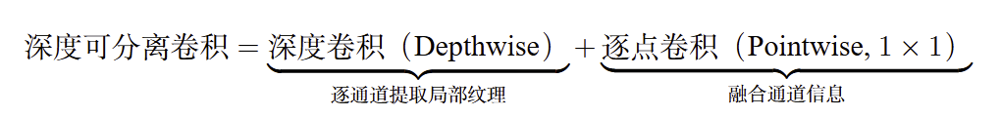 深度可分离卷积 = 深度卷积（Depthwise）+ 逐点卷积（Pointwise, 1 × 1）
逐通道提取局部纹理 融合通道信息